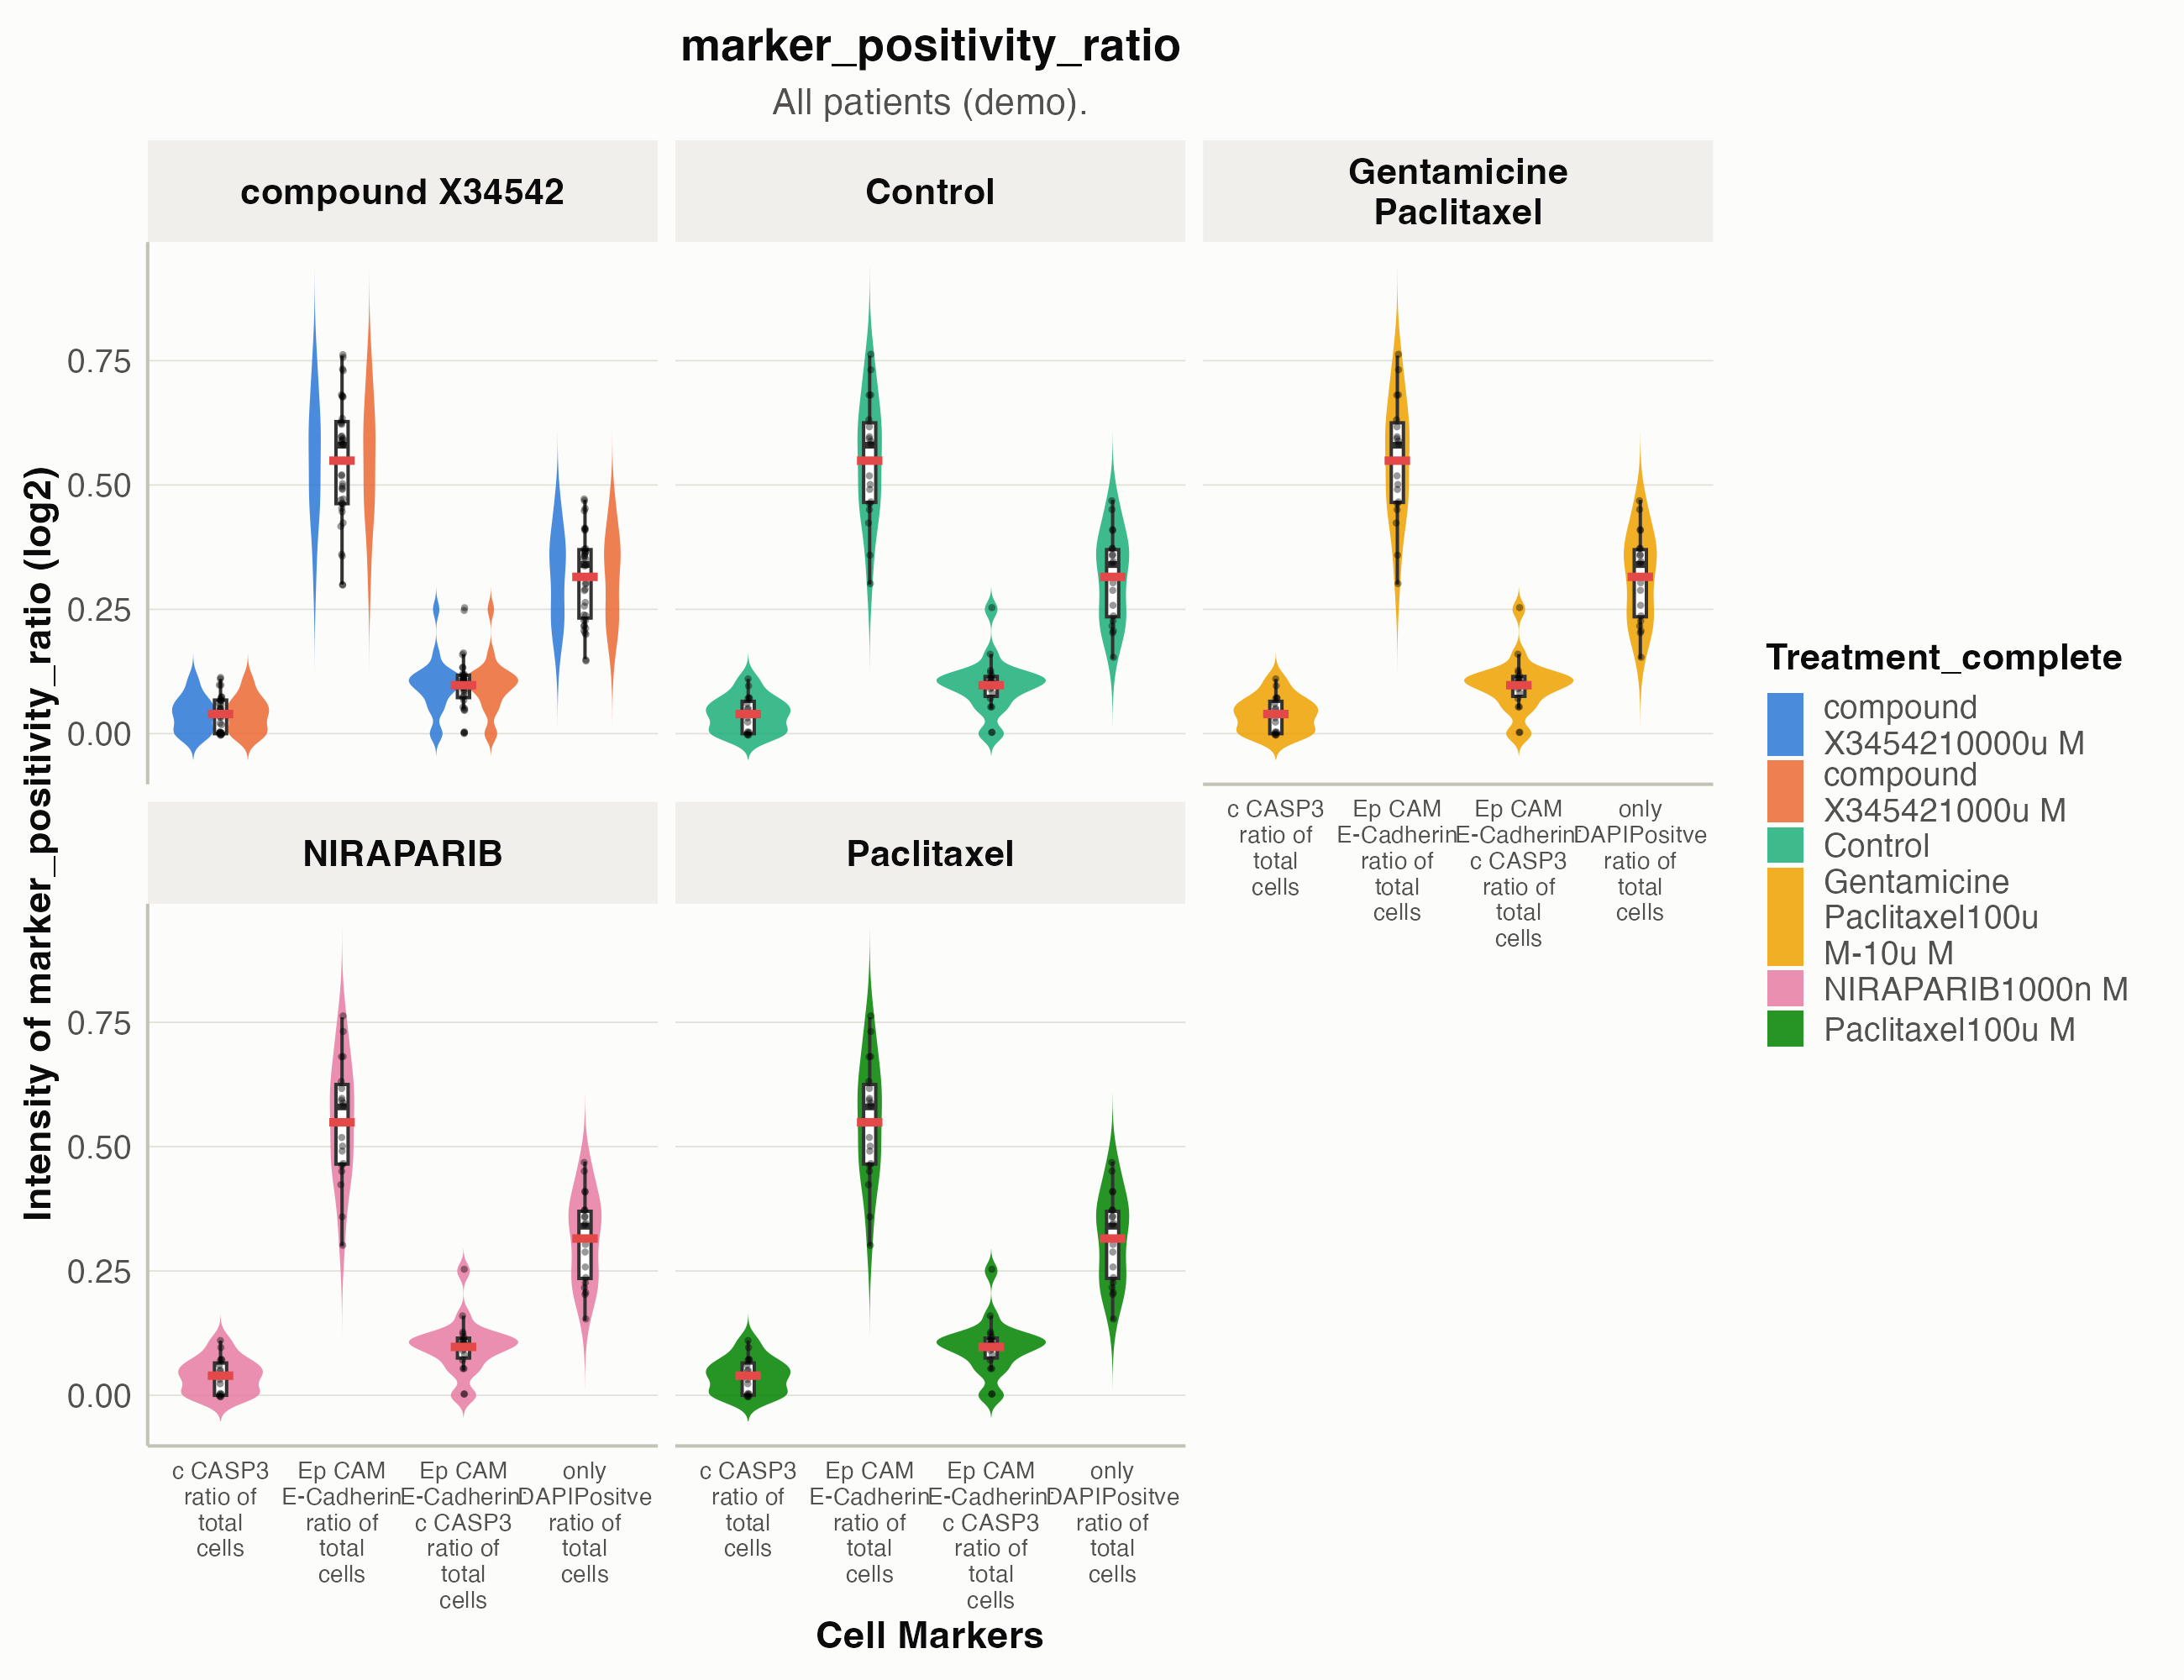 marker_positivity_ratio
All patients (demo).
compound X34542
Control
Gentamicine
Paclitaxel
Intensity of marker_positivity_ratio (log2)
0.75
0.50
0.25
0.00
c CASP3
ratio of
total
cells
Ep CAM
E-Cadherin
ratio of
total
cells
Ep CAM
E-Cadherin
c CASP3
ratio of
total
cells
only
DAPIPositve
ratio of
total
cells
NIRAPARIB
Paclitaxel
0.75
0.50
0.25
0.00
c CASP3
ratio of
total
cells
Ep CAM
E-Cadherin
ratio of
total
cells
Ep CAM
E-Cadherin
c CASP3
ratio of
total
cells
only
DAPIPositve
ratio of
total
cells
c CASP3
ratio of
total
cells
Ep CAM
E-Cadherin
ratio of
total
cells
Ep CAM
E-Cadherin
c CASP3
ratio of
total
cells
only
DAPIPositve
ratio of
total
cells
Cell Markers
Treatment_complete
compound
X3454210000u M
compound
X345421000u M
Control
Gentamicine
Paclitaxel100u
M-10u M
NIRAPARIB1000n M
Paclitaxel100u M